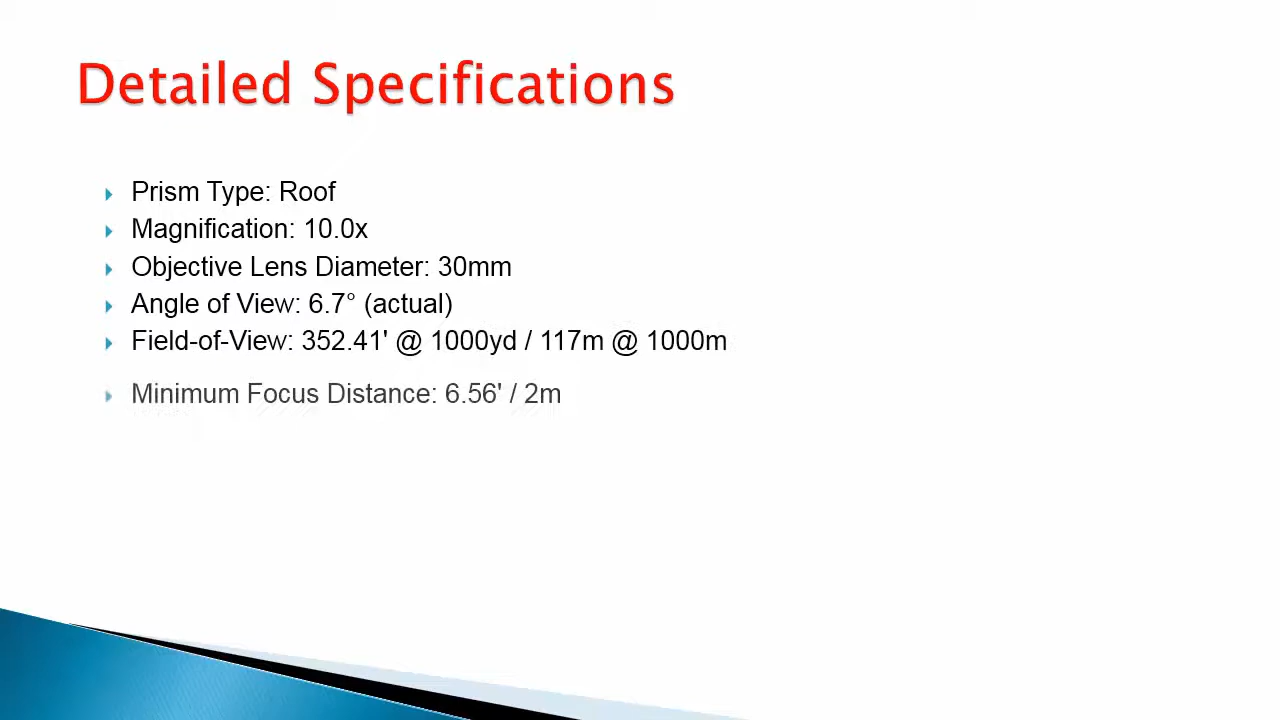 Detailed Specifications
Prism Type: Roof
Magnification: 10.0x
Objective Lens Diameter: 30mm
Angle of View: 6.7° (actual)
Field-of-View: 352.41' @ 1000yd / 117m @ 1000m
Minimum Focus Distance: 6.56' / 2m